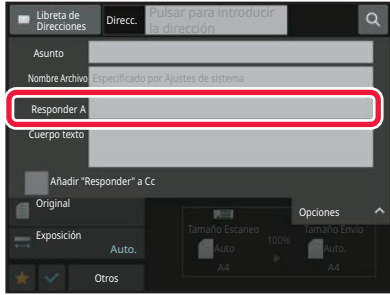 Libreta de
Direcciones
Direcc.
Pulsar para introducir
la dirección
Asunto
Nombre Archivo
Especificado por Ajustes de sistema
Responder A
Cuerpo texto
Añadir "Responder" a Cc
Original
Opciones
Exposición
Auto.
Tamaño Escaneo
100%
Tamaño Envío
Auto
Auto.
A4
A4
Otros